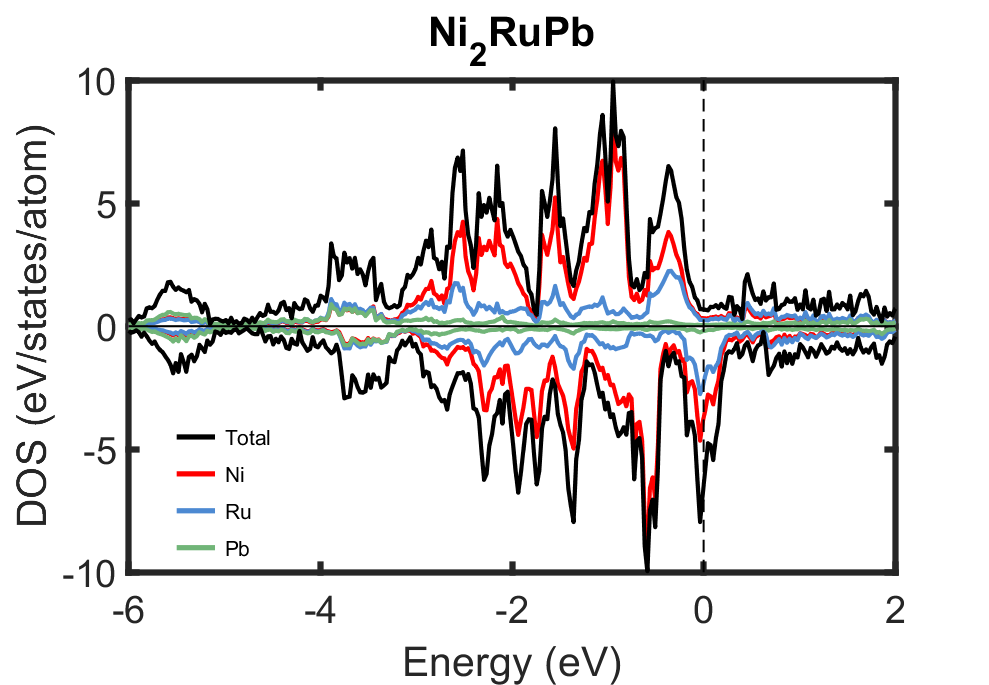 Ni2RuPb
10
5
0
-5
-10
DOS (eV/states/atom)
Total
Ni
Ru
Pb
-6 -4 -2 0 2
Energy (eV)